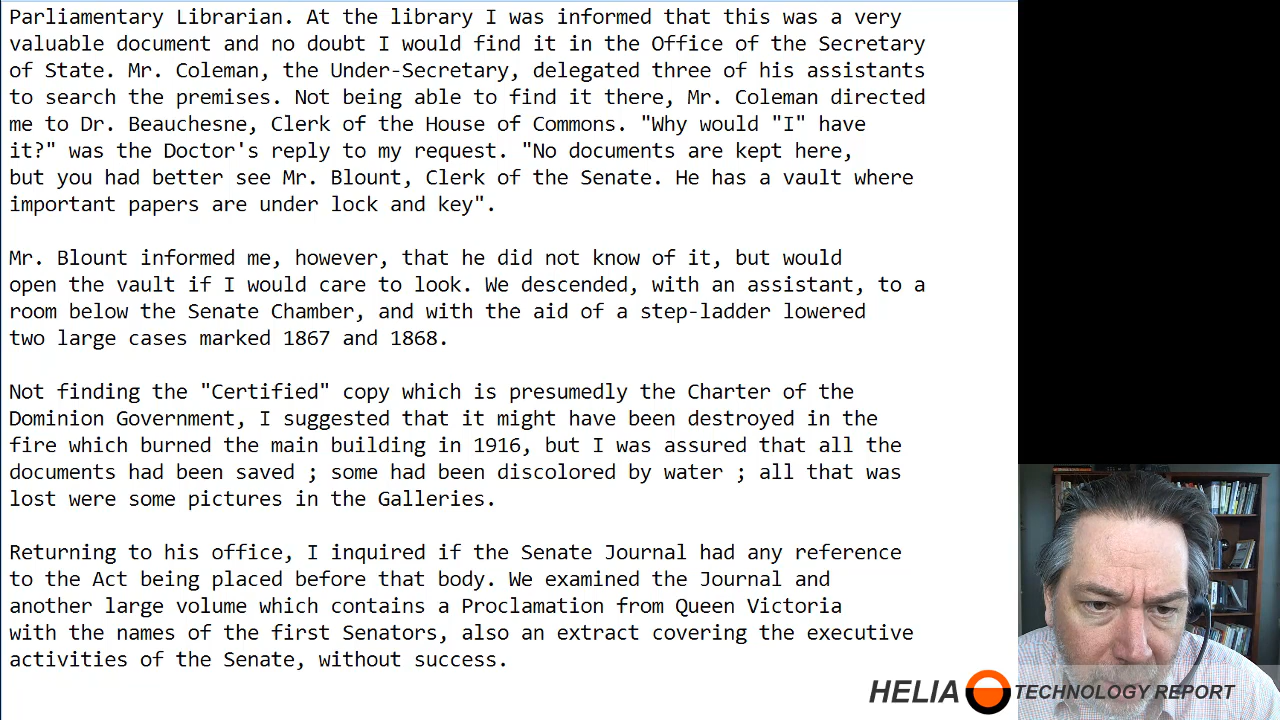 Parliamentary Librarian. At the library I was informed that this was a very
valuable document and no doubt I would find it in the Office of the Secretary
of State. Mr. Coleman, the Under-Secretary, delegated three of his assistants
to search the premises. Not being able to find it there, Mr. Coleman directed
me to Dr. Beauchesne, Clerk of the House of Commons. "Why would "I" have
it?" was the Doctor's reply to my request. "No documents are kept here,
but you had better see Mr. Blount, Clerk of the Senate. He has a vault where
important papers are under lock and key".
Mr. Blount informed me, however, that he did not know of it, but would
open the vault if I would care to look. We descended, with an assistant, to a
room below the Senate Chamber, and with the aid of a step-ladder lowered
two large cases marked 1867 and 1868.
Not finding the "Certified" copy which is presumedly the Charter of the
Dominion Government, I suggested that it might have been destroyed in the
fire which burned the main building in 1916, but I was assured that all the
documents had been saved ; some had been discolored by water ; all that was
lost were some pictures in the Galleries.
Returning to his office, I inquired if the Senate Journal had any reference
to the Act being placed before that body. We examined the Journal and
another large volume which contains a Proclamation from Queen Victoria
with the names of the first Senators, also an extract covering the executive
activities of the Senate, without success.
HELIA TECHNOLOGY REPORT